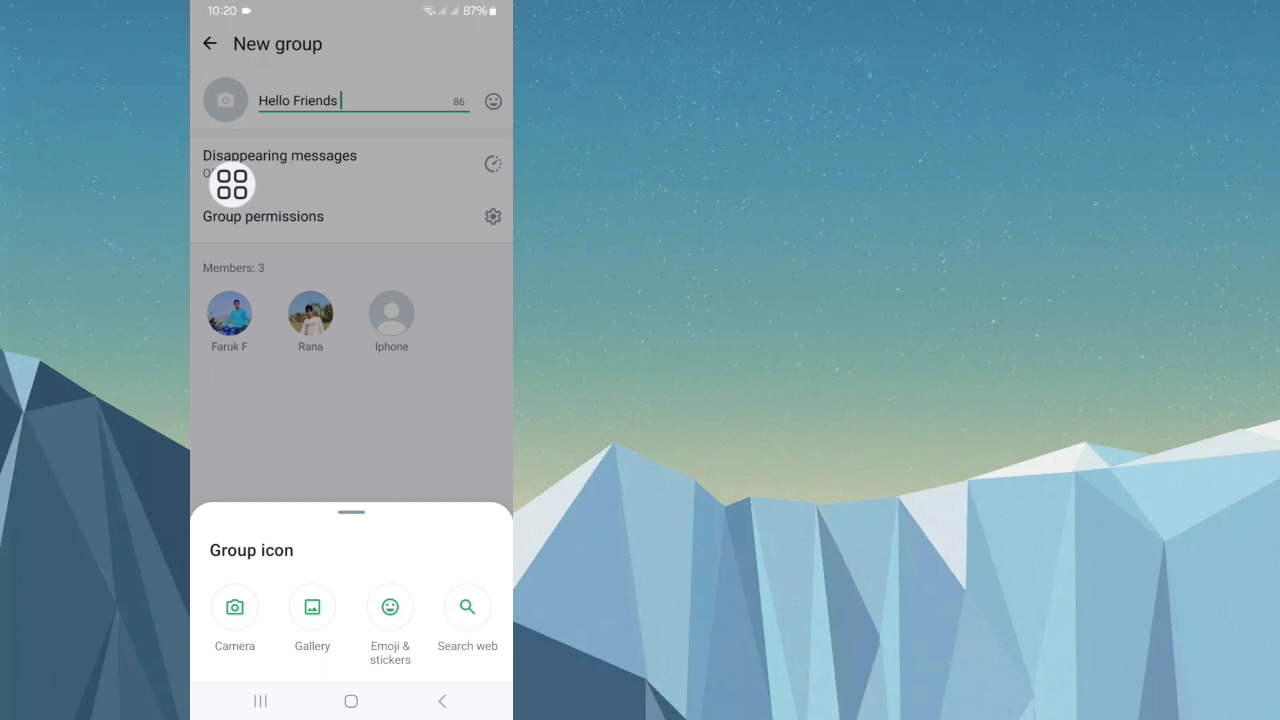 10:20
87%
New group
Hello Friends
86
Disappearing messages
Group permissions
Members: 3
Fauk F
Rana
Iphone
Group icon
Camera
Gallery
Emoji &
stickers
Search web